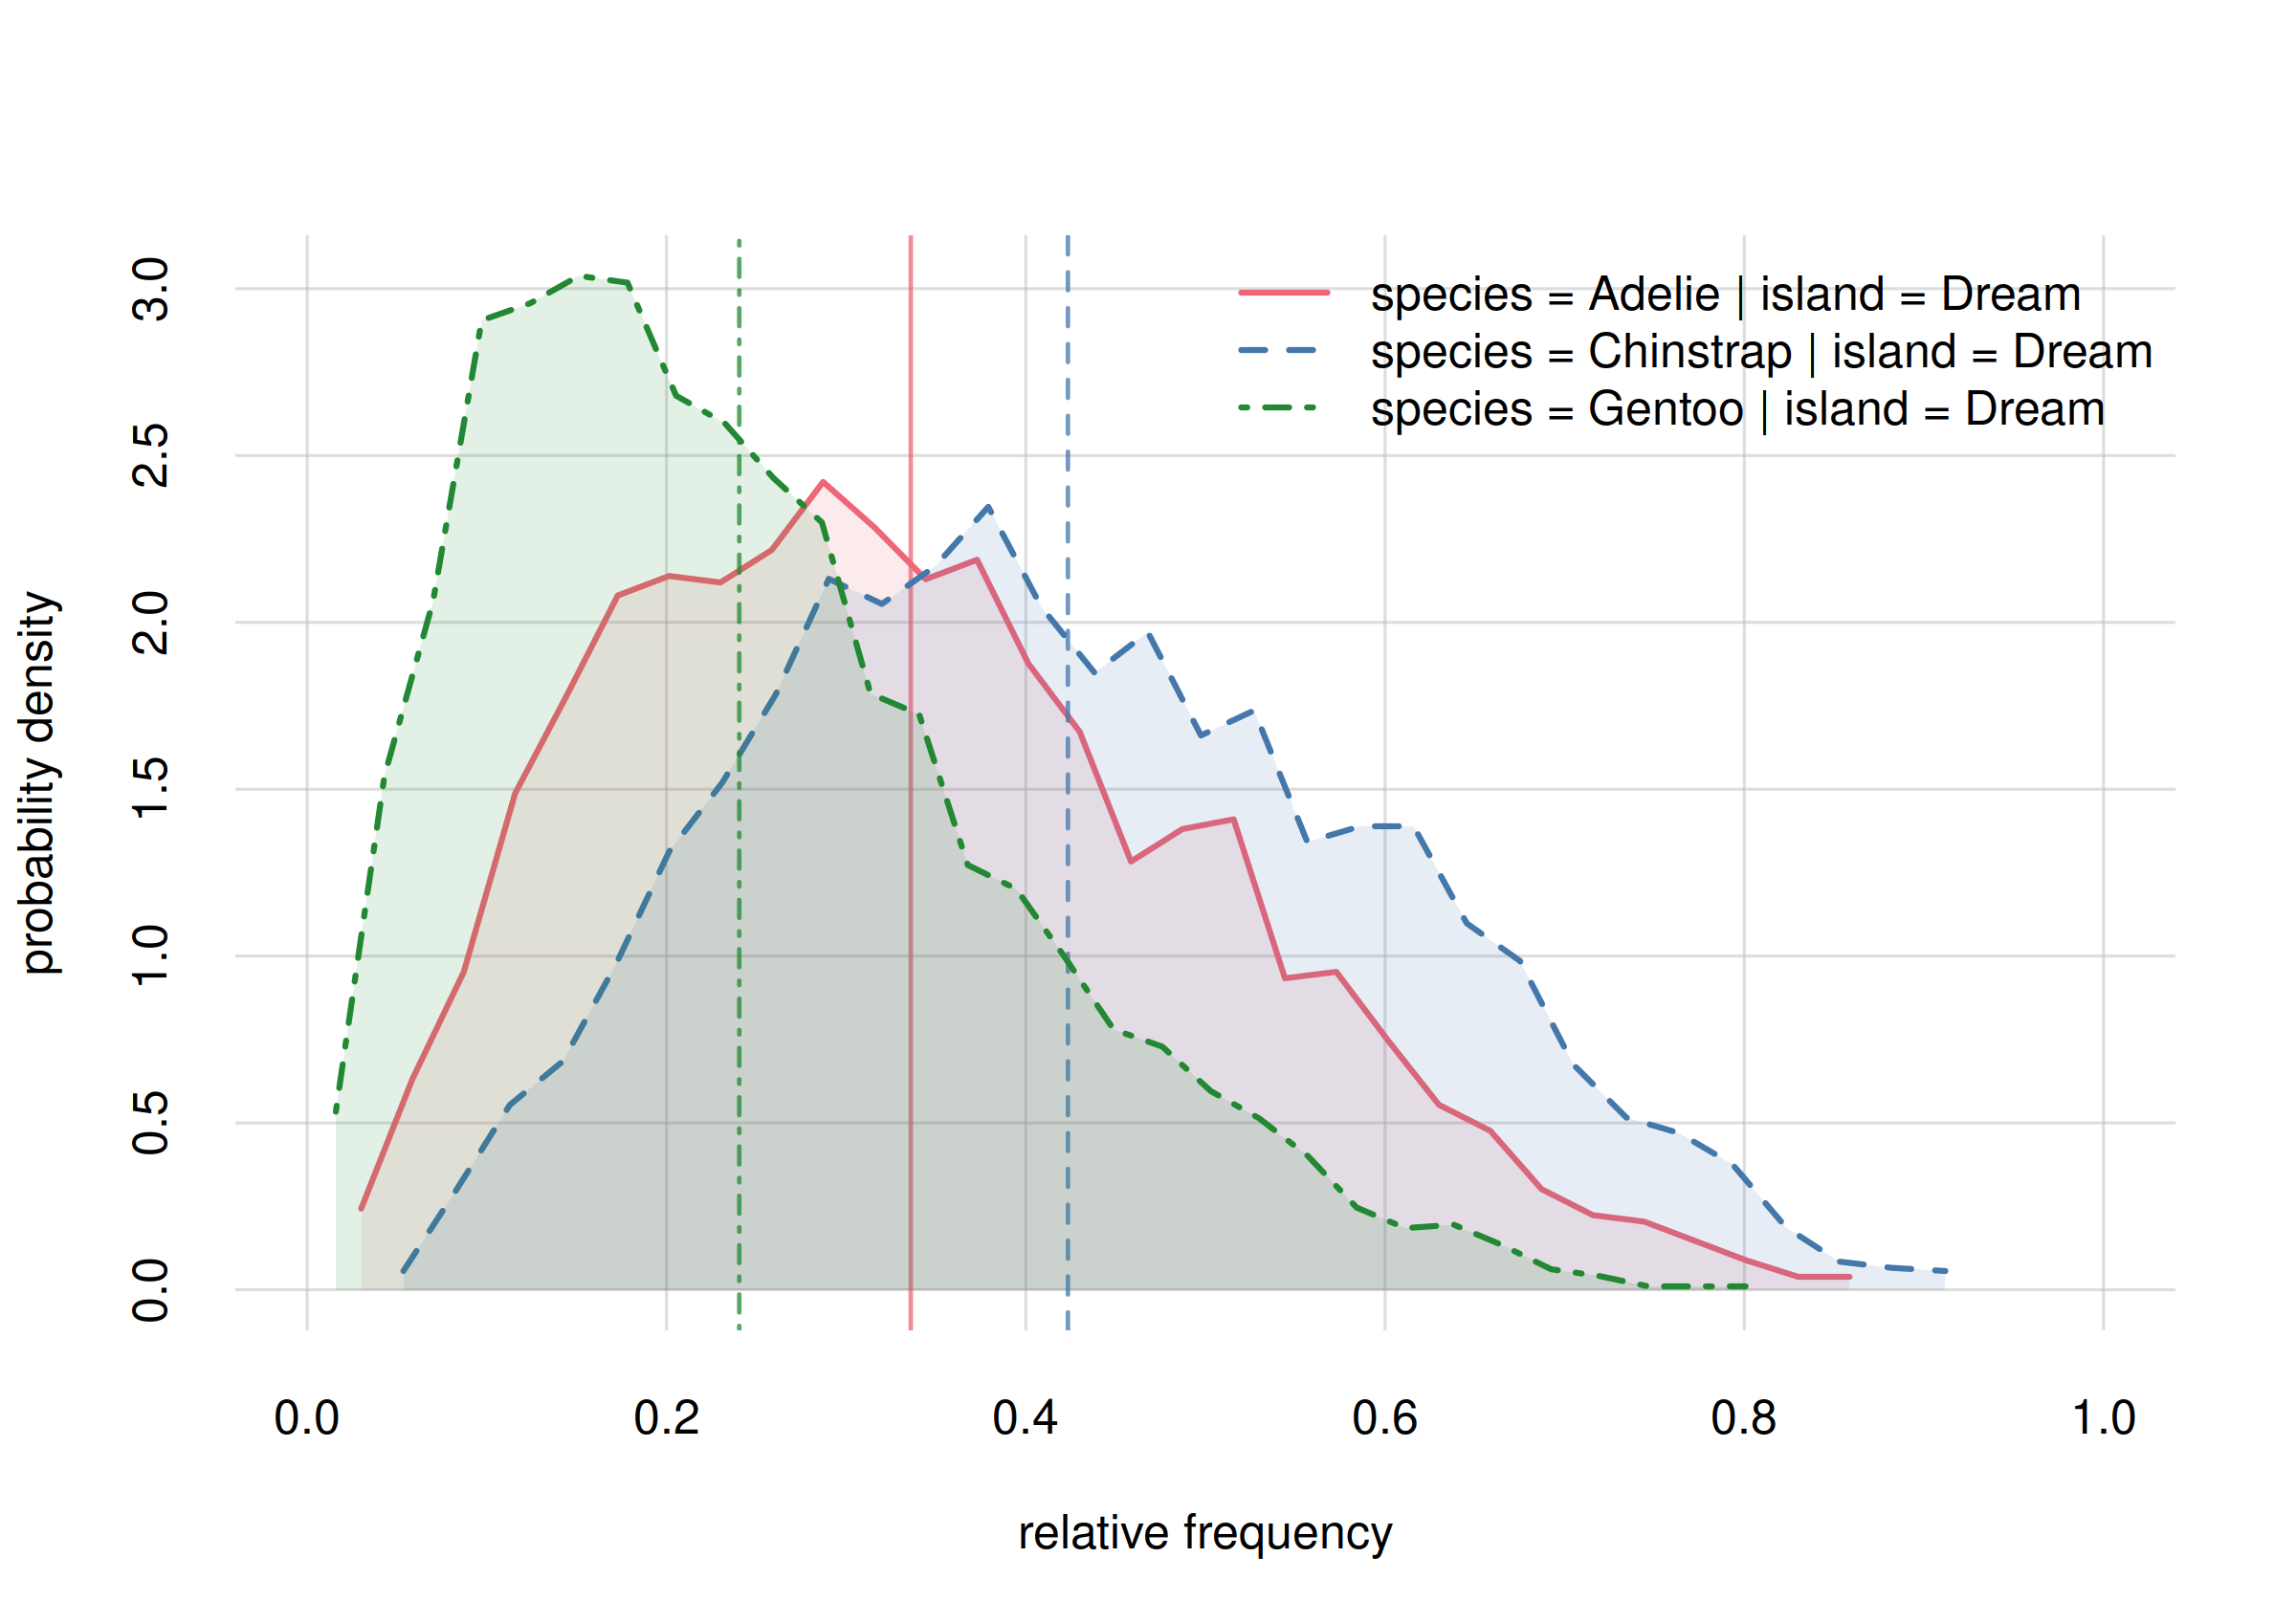 species = Adelie | island = Dream
species = Chinstrap | island = Dream
species = Gentoo | island = Dream
probability density
3.0
2.5
2.0
1.5
1.0
0.5
0.0
0.0 0.2 0.4 0.6 0.8 1.0
relative frequency